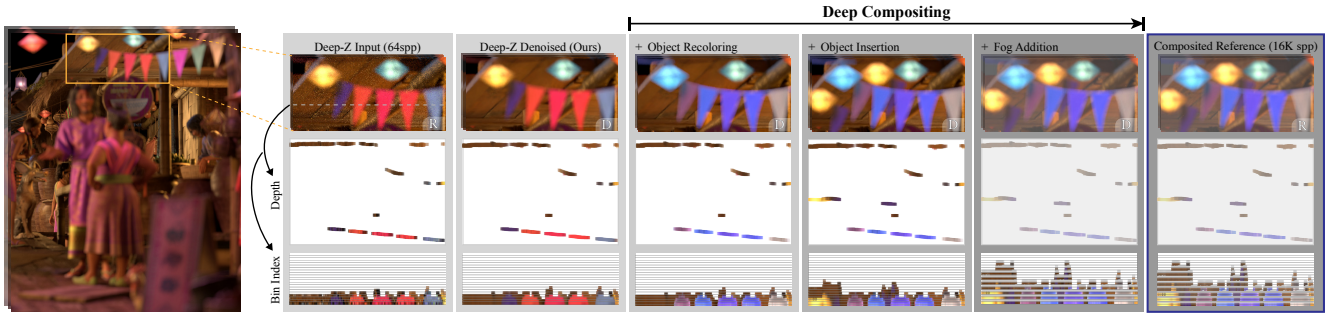 Deep Compositing
Deep-Z Input (64spp)
Deep-Z Denoised (Ours)
+ Object Recoloring
+ Object Insertion
+ Fog Addition
Composited Reference (16K spp)
R
D
D
D
D
R
Depth
Bin Index